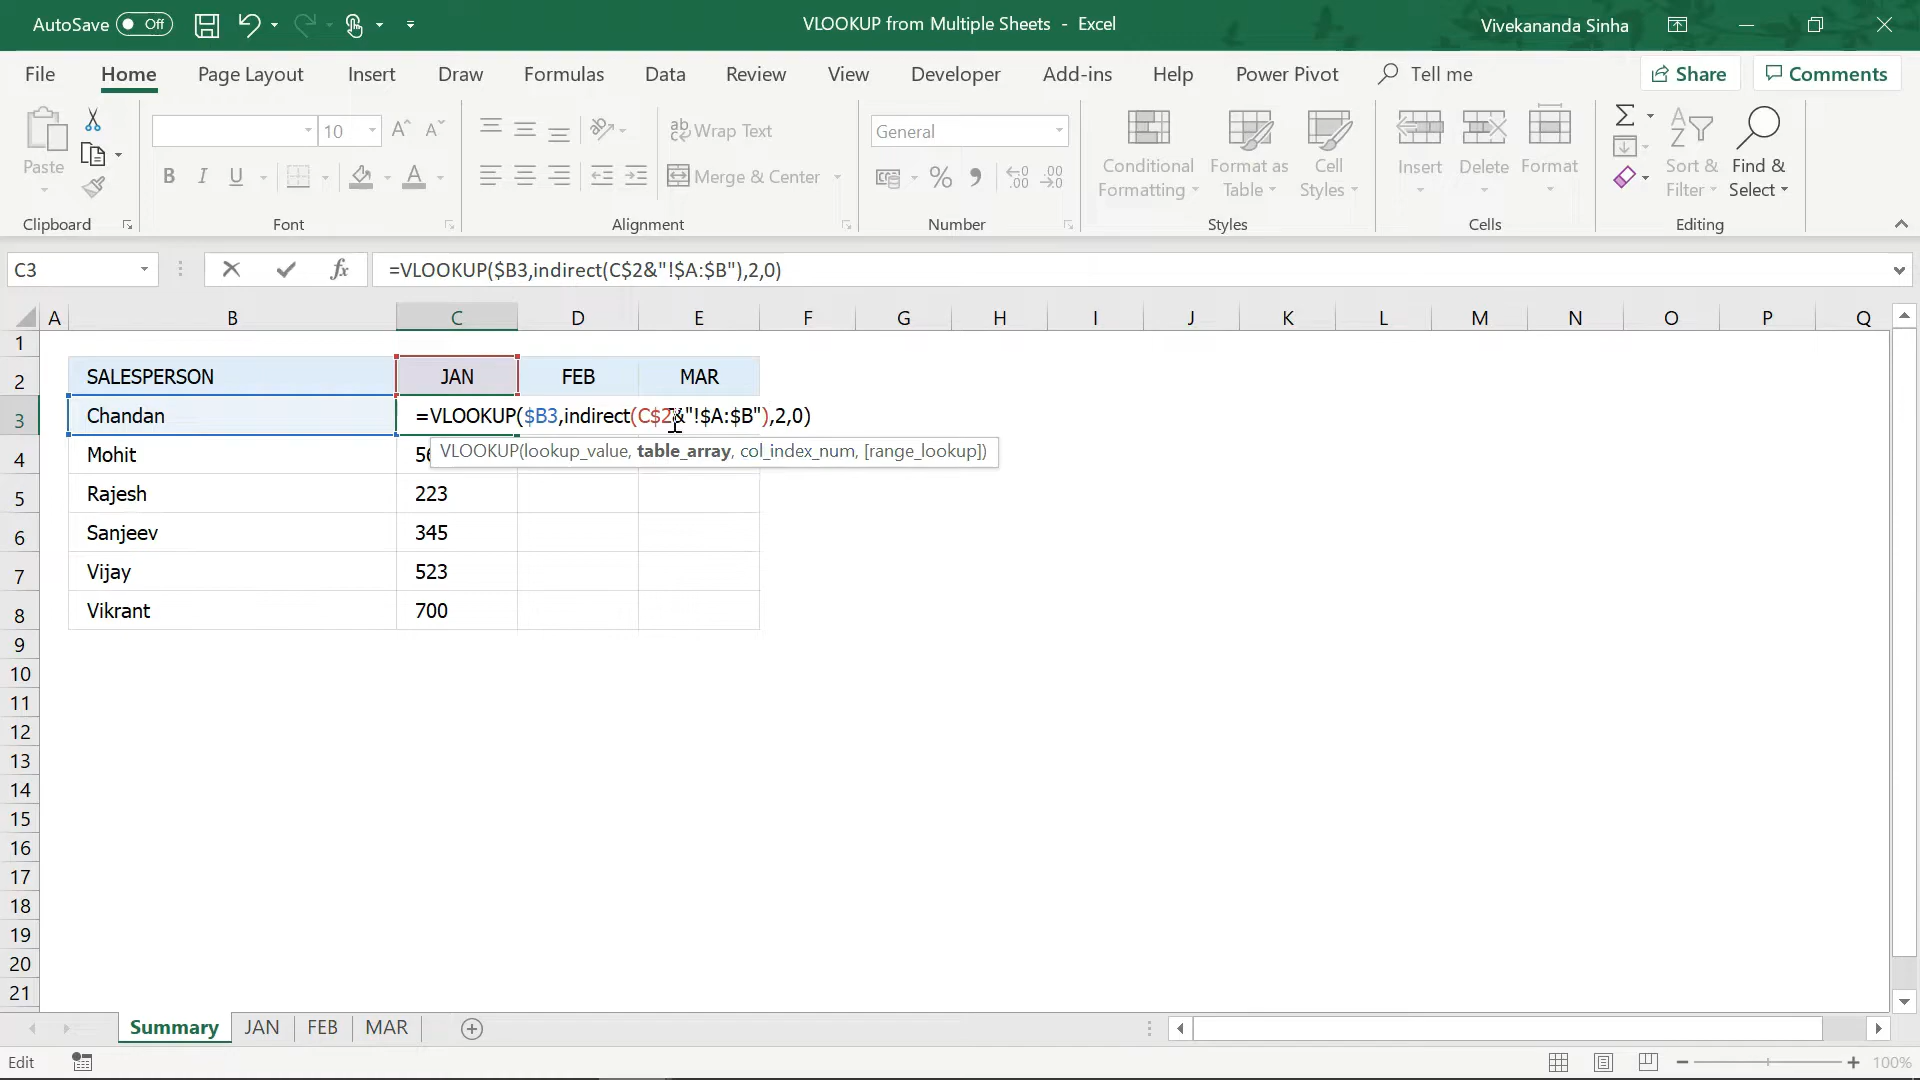 AutoSave Off VLOOKUP from Multiple Sheets - Excel Vivekananda Sinha
File Home Page Layout Insert Draw Formulas Data Review View Developer Add-ins Help Power Pivot Tell me Share Comments
Paste 10 A A B I U A
ab Wrap Text
Merge & Center
General
% , .00 .00
Conditional Formatting
Format as Table
Cell Styles
Insert Delete Format
Sort & Filter
Find & Select
Clipboard Font Alignment Number Styles Cells Editing
C3 fx =VLOOKUP($B3,indirect(C$2&"!$A:$B"),2,0)
A B C D E F G H I J K L M N O P Q
1
2 SALESPERSON JAN FEB MAR
3 Chandan =VLOOKUP($B3,indirect(C$2&"!$A:$B"),2,0)
VLOOKUP(lookup_value, table_array, col_index_num, [range_lookup])
4 Mohit
5 Rajesh 223
6 Sanjeev 345
7 Vijay 523
8 Vikrant 700
9
10
11
12
13
14
15
16
17
18
19
20
21
Summary JAN FEB MAR
Edit 100%